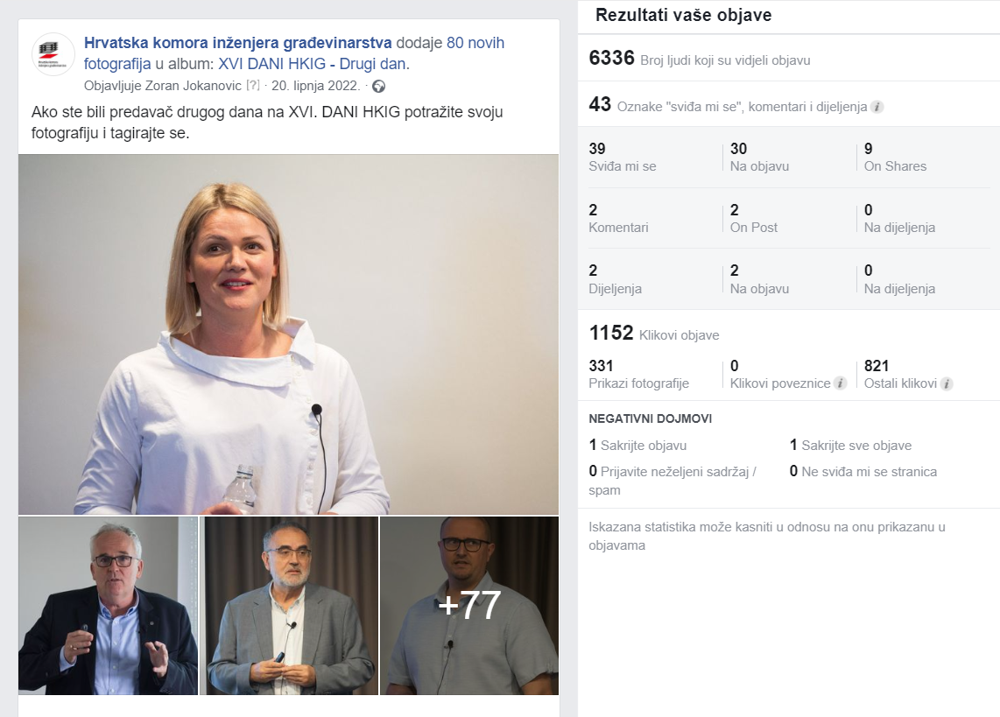 Hrvatska komora inženjera građevinarstva dodaje 80 novih
fotografija u album: XVI DANI HKIG - Drugi dan.
Objavljuje Zoran Jokanovic [?] · 20. lipnja 2022. ·
Ako ste bili predavač drugog dana na XVI. DANI HKIG potražite svoju
fotografiju i tagirajte se.
+77
Rezultati vaše objave
6336 Broj ljudi koji su vidjeli objavu
43 Oznake "sviđa mi se", komentari i dijeljenja i
39 30 9
Sviđa mi se Na objavu On Shares
2 2 0
Komentari On Post Na dijeljenja
2 2 0
Dijeljenja Na objavu Na dijeljenja
1152 Klikovi objave
331 0 821
Prikazi fotografije Klikovi poveznice i Ostali klikovi i
NEGATIVNI DOJMOVI
1 Sakrijte objavu 1 Sakrijte sve objave
0 Prijavite neželjeni sadržaj / 0 Ne sviđa mi se stranica
spam
Iskazana statistika može kasniti u odnosu na onu prikazanu u
objavama